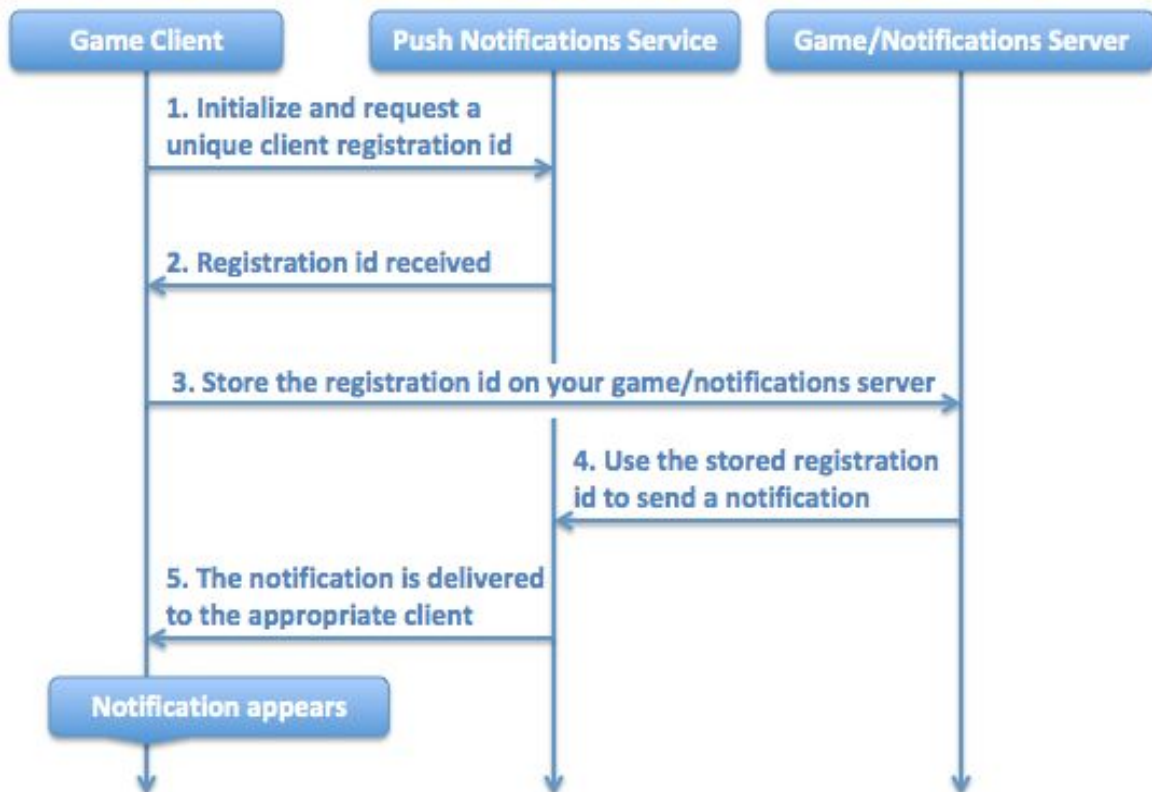 Game Client
Push Notifications Service
Game/Notifications Server
1. Initialize and request a
unique client registration id
2. Registration id received
3. Store the registration id on your game/notifications server
4. Use the stored registration
id to send a notification
5. The notification is delivered
to the appropriate client
Notification appears